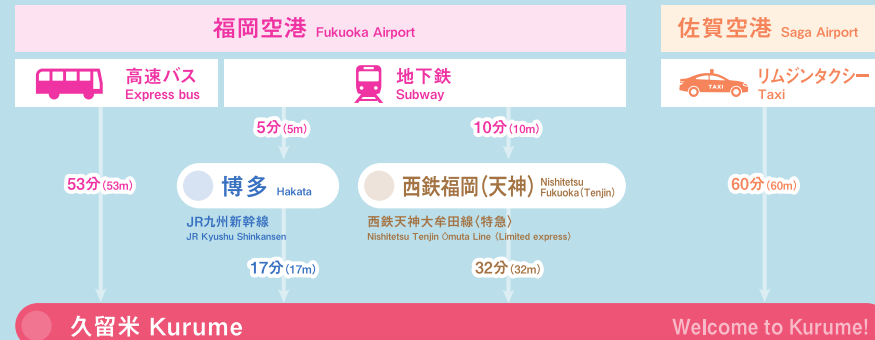 福岡空港 Fukuoka Airport
佐賀空港 Saga Airport
高速バス
Express bus
地下鉄
Subway
TAXI
リムジンタクシー
Taxi
5分(5m)
10分(10m)
53分(53m)
博多 Hakata
西鉄福岡(天神) Nishitetsu
Fukuoka(Tenjin)
60分(60m)
JR九州新幹線
JR Kyushu Shinkansen
西鉄天神大牟田線〈特急〉
Nishitetsu Tenjin Ōmuta Line〈Limited express〉
17分(17m)
32分(32m)
久留米 Kurume
Welcome to Kurume!